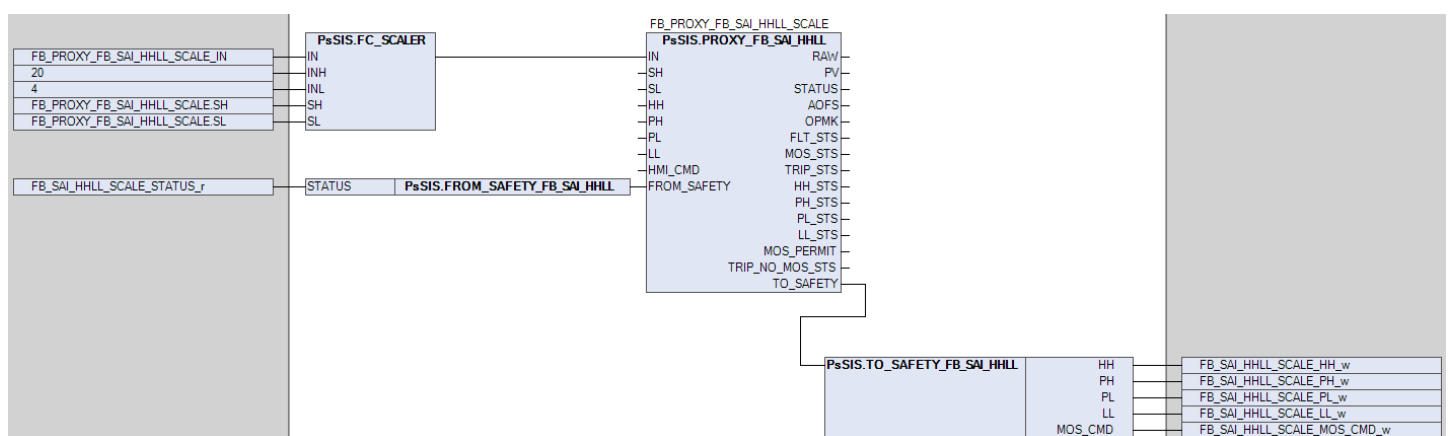 FB_PROXY_FB_SAI_HHLL_SCALE
PsSIS.FC_SCALER
PsSIS.PROXY_FB_SAI_HHLL
FB_PROXY_FB_SAI_HHLL_SCALE_IN
IN
IN
RAW
20
INH
SH
PV
4
INL
SL
STATUS
FB_PROXY_FB_SAI_HHLL_SCALE.SH
SH
HH
AOFS
FB_PROXY_FB_SAI_HHLL_SCALE.SL
SL
PH
OPMK
PL
FLT_STS
LL
MOS_STS
HMI_CMD
TRIP_STS
FB_SAI_HHLL_SCALE_STATUS_r
STATUS
PsSIS.FROM_SAFETY_FB_SAI_HHLL
FROM_SAFETY
HH_STS
PH_STS
PL_STS
LL_STS
MOS_PERMIT
TRIP_NO_MOS_STS
TO_SAFETY
PsSIS.TO_SAFETY_FB_SAI_HHLL
HH
FB_SAI_HHLL_SCALE_HH_w
PH
FB_SAI_HHLL_SCALE_PH_w
PL
FB_SAI_HHLL_SCALE_PL_w
LL
FB_SAI_HHLL_SCALE_LL_w
MOS_CMD
FB_SAI_HHLL_SCALE_MOS_CMD_w